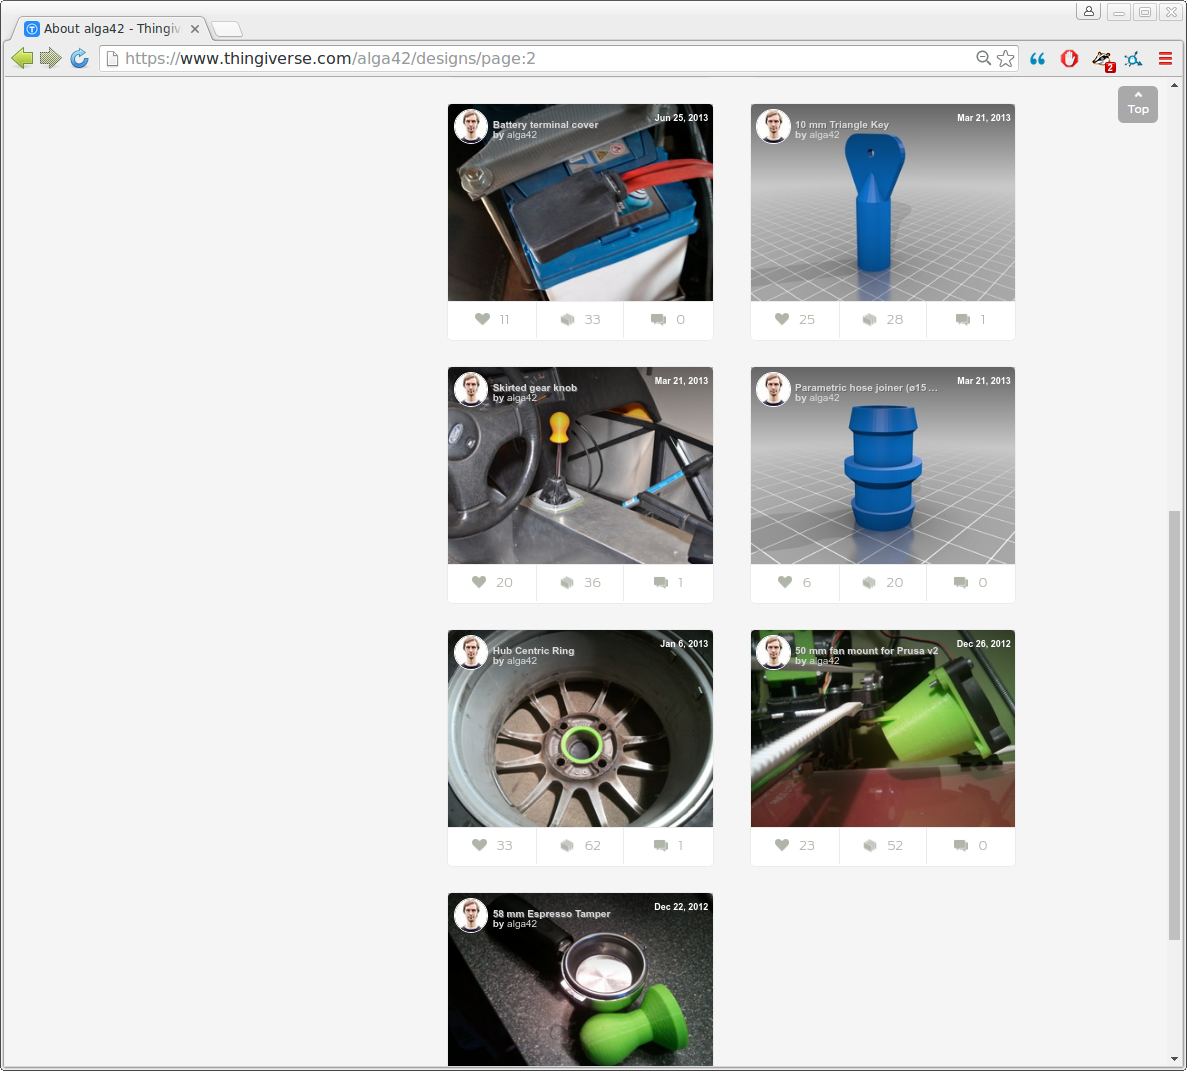 About alga42 - Thingiv
https://www.thingiverse.com/alga42/designs/page:2
2
Top
Battery terminal cover
by alga42
Jun 25, 2013
11 33 0
10 mm Triangle Key
by alga42
Mar 21, 2013
25 28 1
Skirted gear knob
by alga42
Mar 21, 2013
20 36 1
Parametric hose joiner (ø15 ...
by alga42
Mar 21, 2013
6 20 0
Hub Centric Ring
by alga42
Jan 6, 2013
33 62 1
50 mm fan mount for Prusa v2
by alga42
Dec 26, 2012
23 52 0
58 mm Espresso Tamper
by alga42
Dec 22, 2012